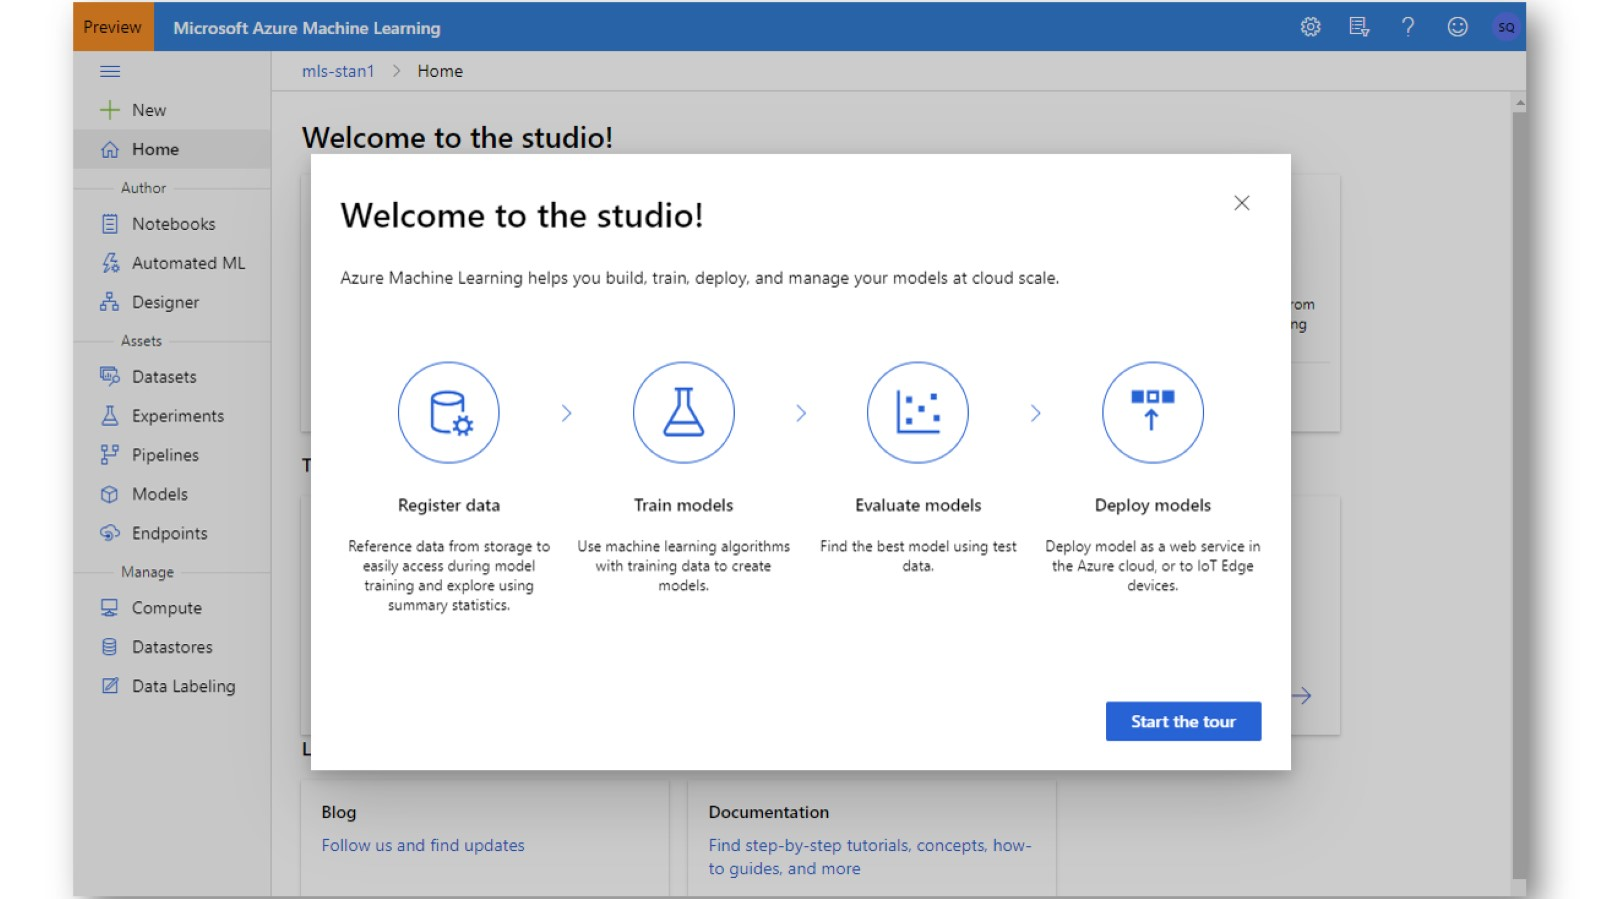 Preview
Microsoft Azure Machine Learning
SQ
mls-stan1 > Home
New
Home
Author
Notebooks
Automated ML
Designer
Assets
Datasets
Experiments
Pipelines
Models
Endpoints
Manage
Compute
Datastores
Data Labeling
Welcome to the studio!
Welcome to the studio!
Azure Machine Learning helps you build, train, deploy, and manage your models at cloud scale.
Register data
Reference data from storage to
easily access during model
training and explore using
summary statistics.
Train models
Use machine learning algorithms
with training data to create
models.
Evaluate models
Find the best model using test
data.
Deploy models
Deploy model as a web service in
the Azure cloud, or to IoT Edge
devices.
Start the tour
Blog
Follow us and find updates
Documentation
Find step-by-step tutorials, concepts, how-
to guides, and more